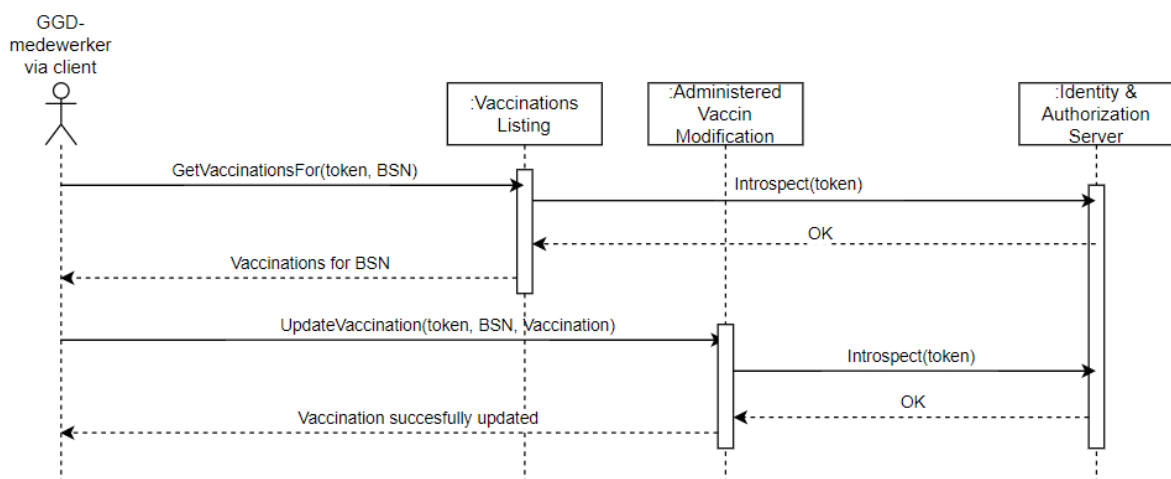 GGD-
medewerker
via client
:Vaccinations
Listing
:Administered
Vaccin
Modification
:Identity &
Authorization
Server
GetVaccinationsFor(token, BSN)
Introspect(token)
OK
Vaccinations for BSN
UpdateVaccination(token, BSN, Vaccination)
Introspect(token)
OK
Vaccination succesfully updated